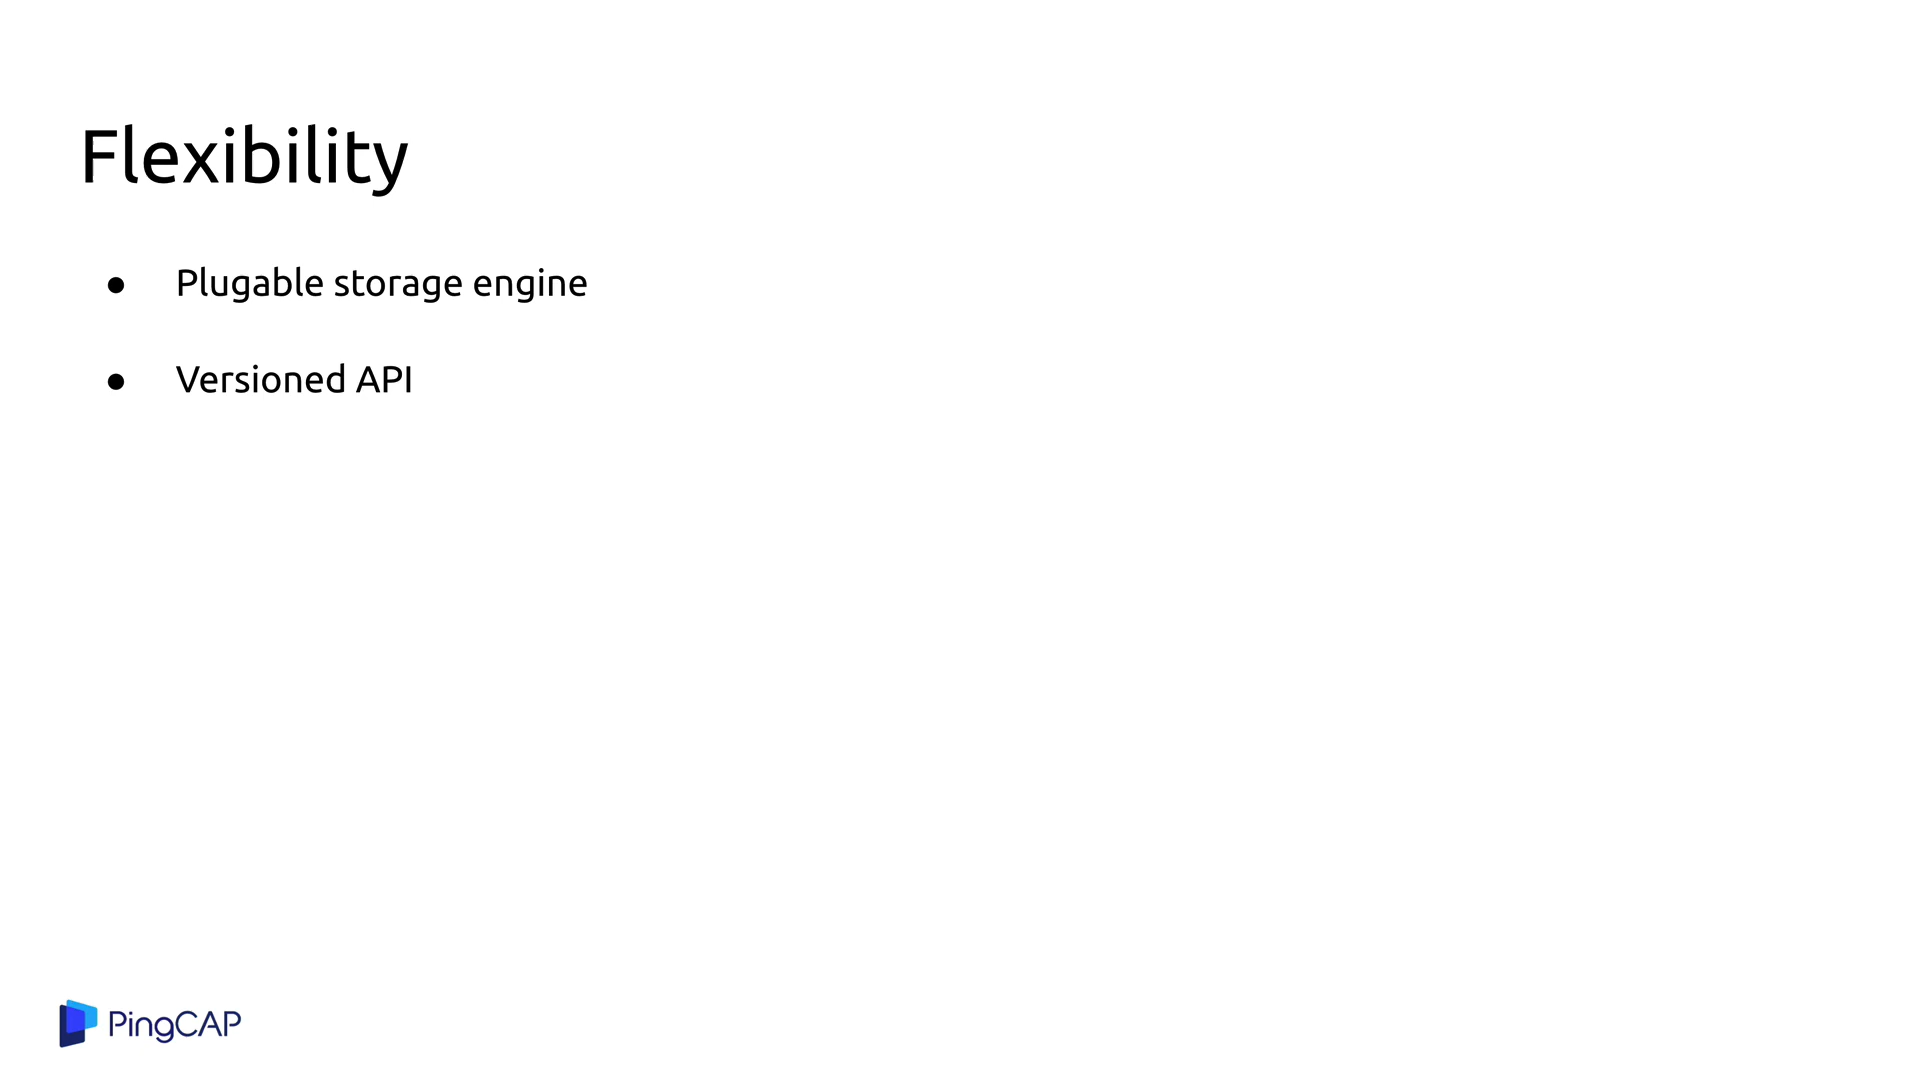 Flexibility
● Plugable storage engine
● Versioned API
PingCAP